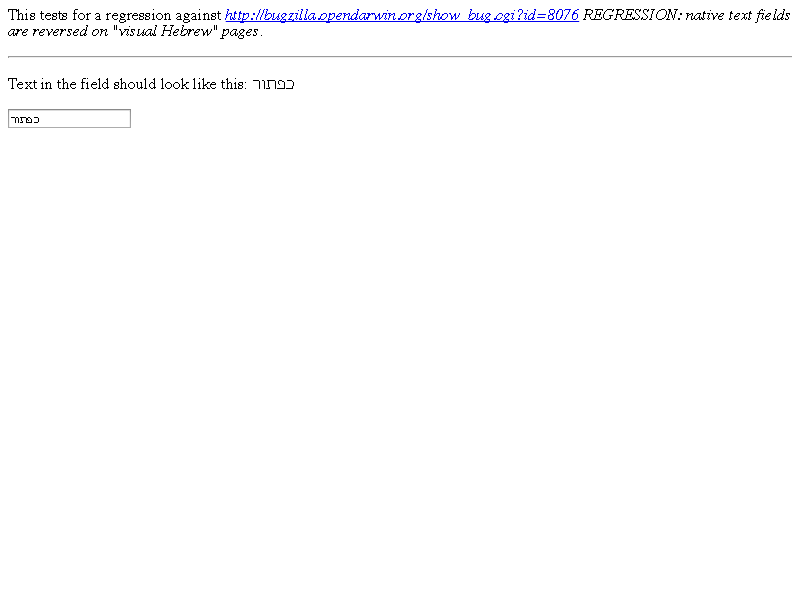 This tests for a regression against http://bugzilla.opendarwin.org/show_bug.cgi?id=8076 REGRESSION: native text fields
are reversed on "visual Hebrew" pages.
Text in the field should look like this: כפתור
כפתור